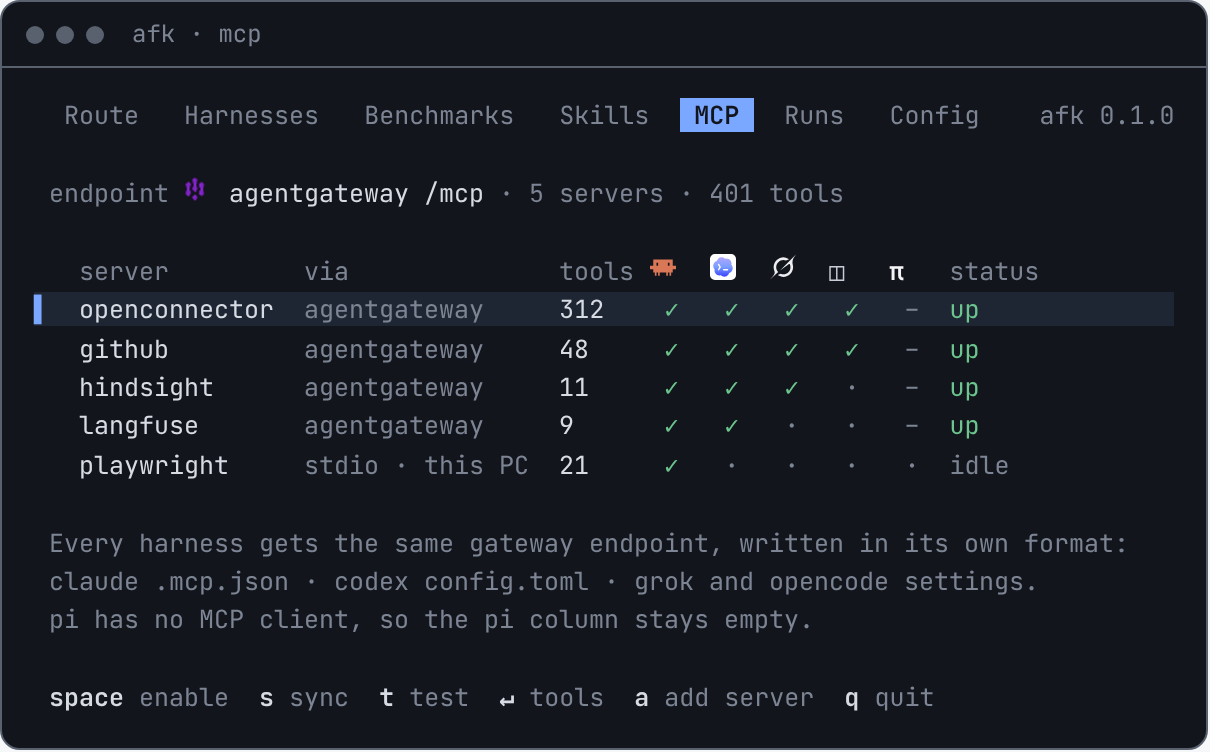 afk · mcp
Route Harnesses Benchmarks Skills MCP Runs Config afk 0.1.0
endpoint agentgateway /mcp · 5 servers · 401 tools
server via tools π status
openconnector agentgateway 312 ✓ ✓ ✓ ✓ – up
github agentgateway 48 ✓ ✓ ✓ ✓ – up
hindsight agentgateway 11 ✓ ✓ ✓ · – up
langfuse agentgateway 9 ✓ ✓ · · – up
playwright stdio · this PC 21 ✓ · · · · idle
Every harness gets the same gateway endpoint, written in its own format:
claude .mcp.json · codex config.toml · grok and opencode settings.
pi has no MCP client, so the pi column stays empty.
space enable s sync t test ↵ tools a add server q quit